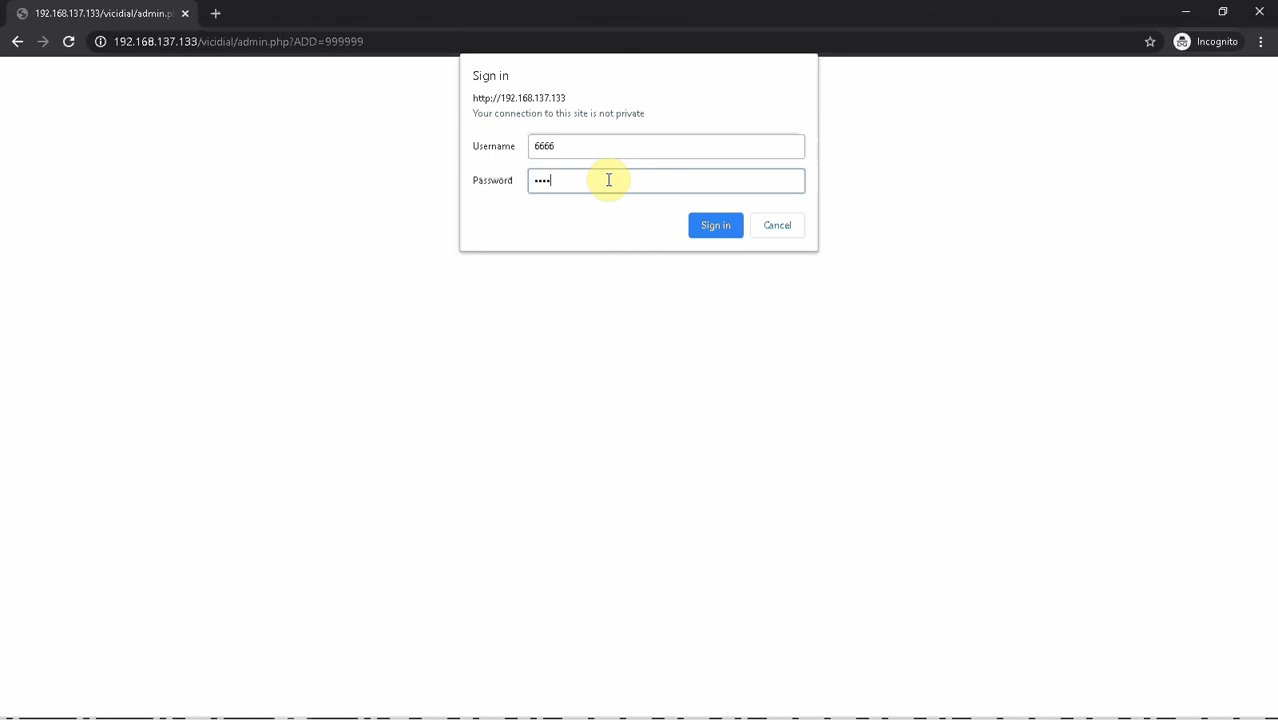 192.168.137.133/vicidial/admin.p
192.168.137.133/vicidial/admin.php?ADD=999999
Incognito
Sign in
http://192.168.137.133
Your connection to this site is not private
Username
6666
Password
••••
Sign in
Cancel